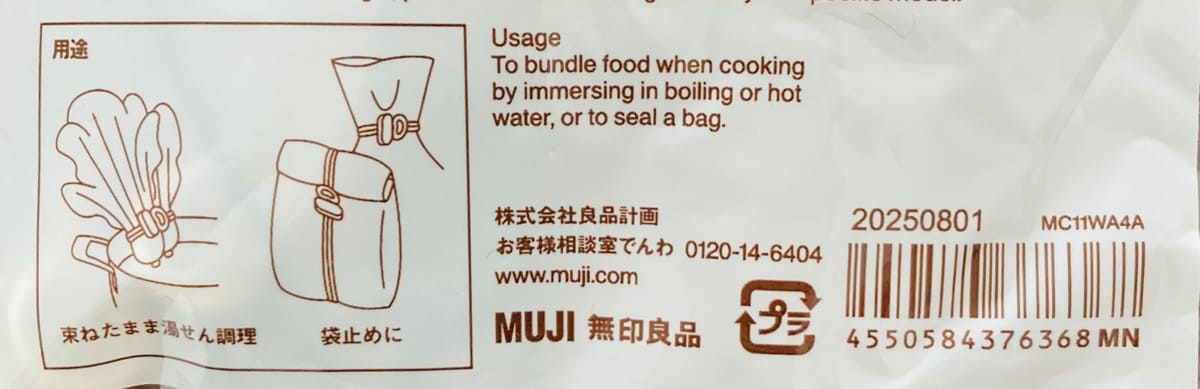 用途
束ねたまま湯せん調理
袋止めに
Usage
To bundle food when cooking
by immersing in boiling or hot
water, or to seal a bag.
株式会社良品計画
お客様相談室でんわ 0120-14-6404
www.muji.com
MUJI 無印良品
プラ
20250801 MC11WA4A
4550584376368 MN